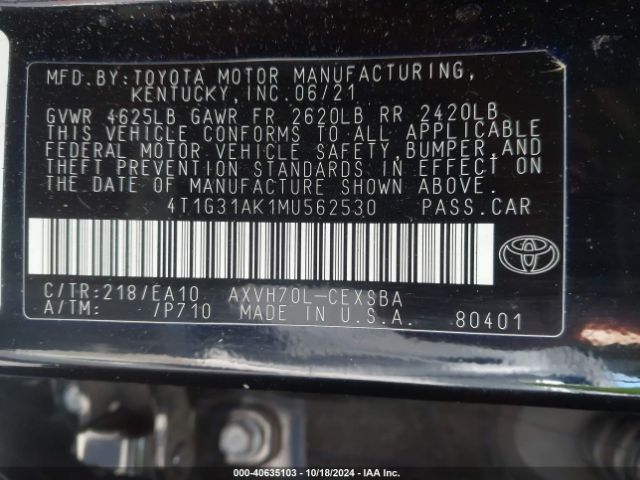 MFD.BY:TOYOTA MOTOR MANUFACTURING,
KENTUCKY, INC. 06/21
GVWR 4625LB GAWR FR 2620LB RR 2420LB
THIS VEHICLE CONFORMS TO ALL APPLICABLE
FEDERAL MOTOR VEHICLE SAFETY, BUMPER, AND
THEFT PREVENTION STANDARDS IN EFFECT ON
THE DATE OF MANUFACTURE SHOWN ABOVE.
4T1G31AK1MU562530 PASS.CAR
C/TR:218/EA10 AXVH70L-CEXSBA
A/TM: /P710 MADE IN U.S.A. 80401
000-40635103 - 10/18/2024 - IAA Inc.